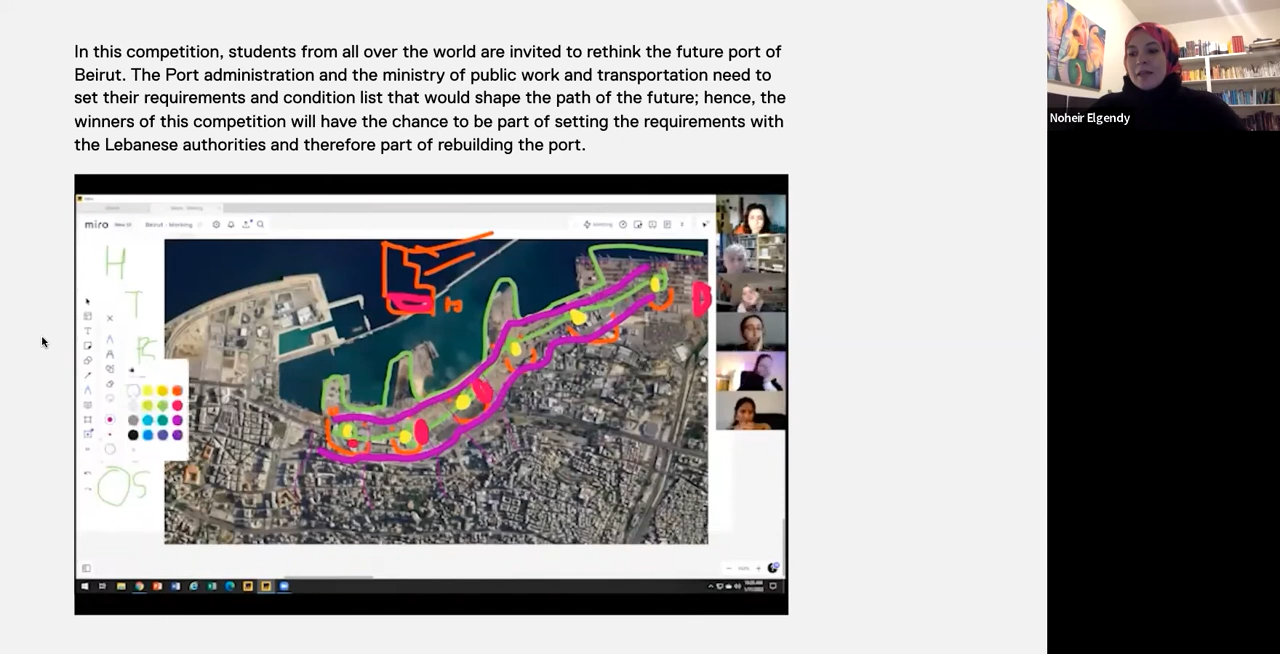 In this competition, students from all over the world are invited to rethink the future port of
Beirut. The Port administration and the ministry of public work and transportation need to
set their requirements and condition list that would shape the path of the future; hence, the
winners of this competition will have the chance to be part of setting the requirements with
the Lebanese authorities and therefore part of rebuilding the port.
Noheir Elgendy
miro
Beirut - Working
H
T
OS